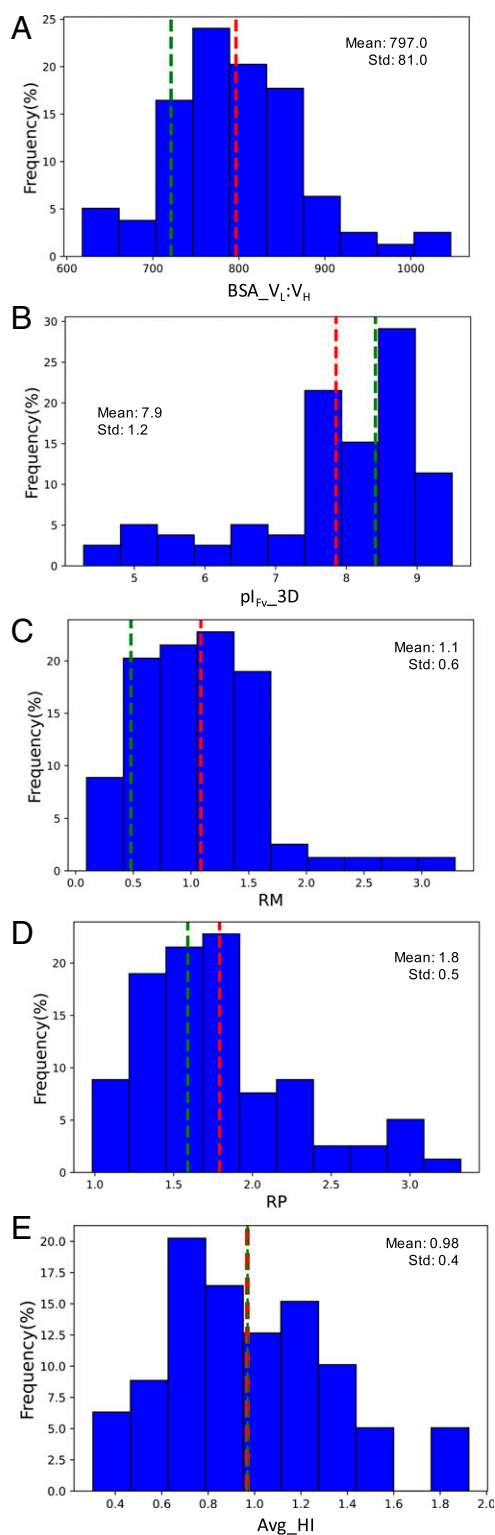 A
25
20
15
10
5
0
Frequency(%)
Mean: 797.0
Std: 81.0
600 700 800 900 1000
BSA_VL:VH
B
30
25
20
15
10
5
0
Frequency(%)
Mean: 7.9
Std: 1.2
5 6 7 8 9
pIFv_3D
C
20
15
10
5
0
Frequency(%)
Mean: 1.1
Std: 0.6
0.0 0.5 1.0 1.5 2.0 2.5 3.0
RM
D
20
15
10
5
0
Frequency(%)
Mean: 1.8
Std: 0.5
1.0 1.5 2.0 2.5 3.0
RP
E
20.0
17.5
15.0
12.5
10.0
7.5
5.0
2.5
0.0
Frequency(%)
Mean: 0.98
Std: 0.4
0.4 0.6 0.8 1.0 1.2 1.4 1.6 1.8 2.0
Avg_HI